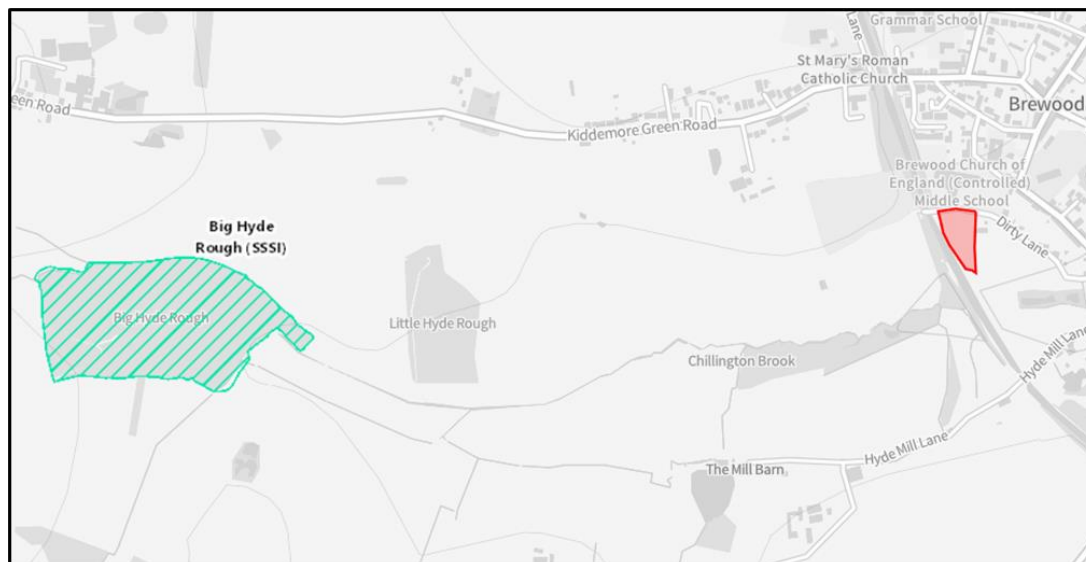 Grammar School
Lane
St Mary's Roman
Catholic Church
Brewood
een Road
Kiddemore Green Road
Brewood Church of
England (Controlled)
Middle School
Dirty Lane
Big Hyde
Rough (SSSI)
Big Hyde Rough
Little Hyde Rough
Chillington Brook
Hyde Mill Lane
The Mill Barn
Hyde Mill Lane